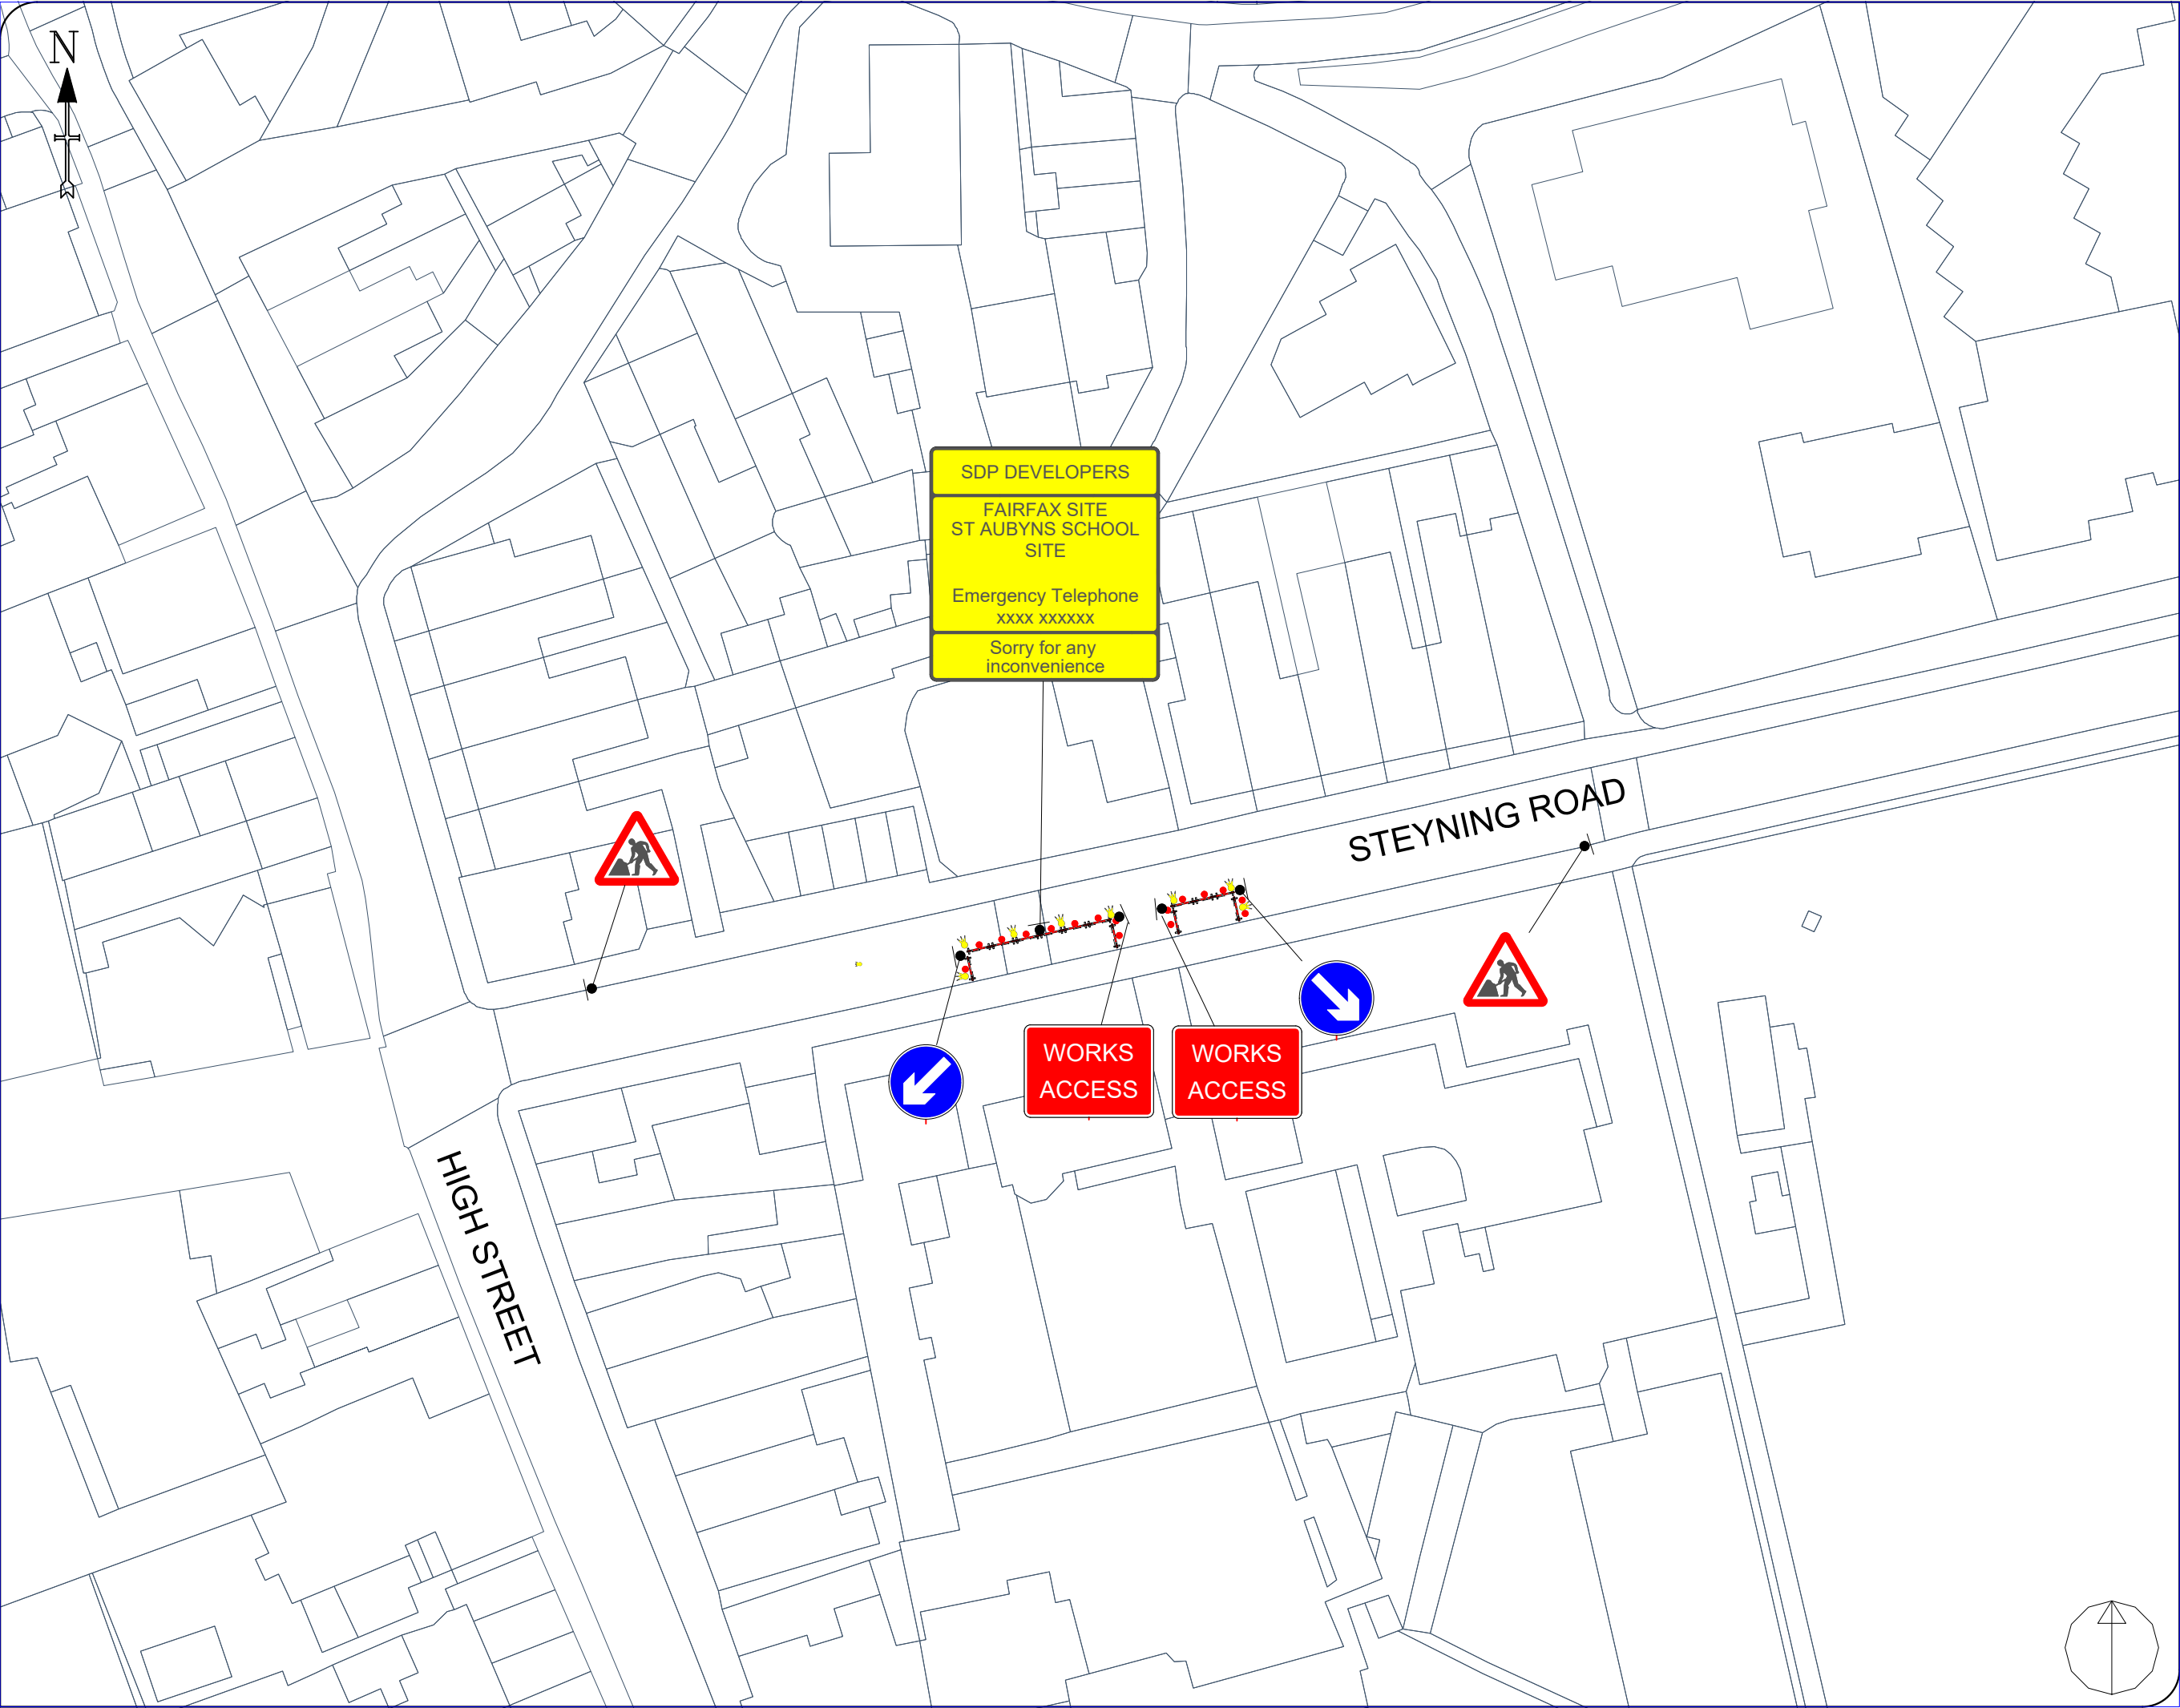 N
SDP DEVELOPERS
FAIRFAX SITE
ST AUBYNS SCHOOL
SITE
Emergency Telephone
xxxx xxxxxx
Sorry for any
inconvenience
STEYNING ROAD
WORKS
ACCESS
WORKS
ACCESS
HIGH STREET